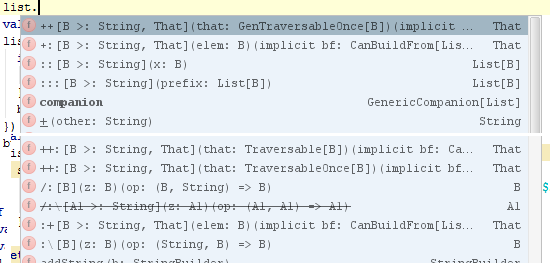 list.
++[B >: String, That](that: GenTraversableOnce[B])(implicit ... That
+:[B >: String, That](elem: B)(implicit bf: CanBuildFrom[Lis... That
::[B >: String](x: B) List[B]
:::[B >: String](prefix: List[B]) List[B]
companion GenericCompanion[List]
+(other: String) String
++:[B >: String, That](that: Traversable[B])(implicit bf: Ca... That
++:[B >: String, That](that: TraversableOnce[B])(implicit bf... That
/:[B](z: B)(op: (B, String) => B) B
/:\[A1 >: String](z: A1)(op: (A1, A1) => A1) A1
:+[B >: String, That](elem: B)(implicit bf: CanBuildFrom[Lis... That
:\[B](z: B)(op: (String, B) => B) B
addString(b: StringBuilder) StringBuilder